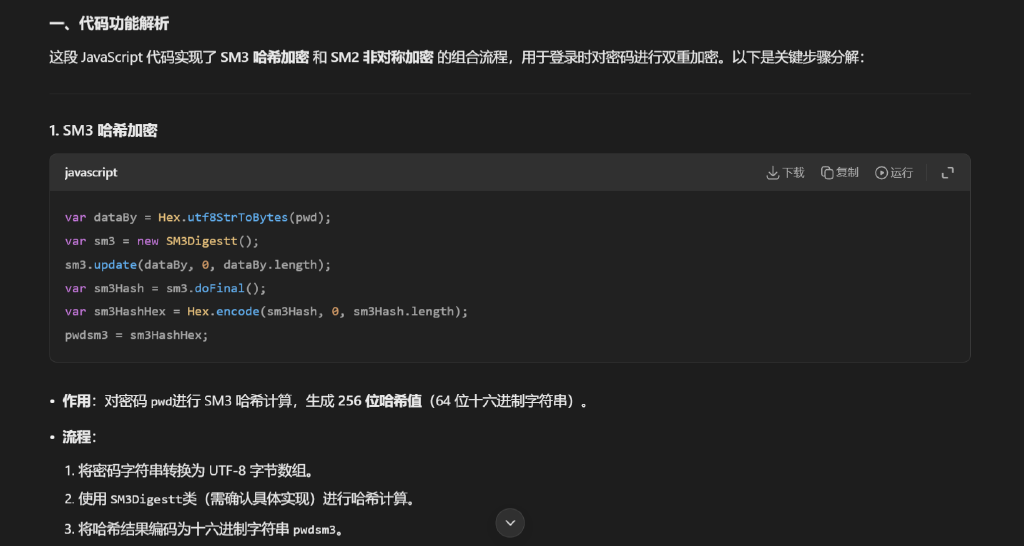 一、代码功能解析
这段 JavaScript 代码实现了 SM3 哈希加密 和 SM2 非对称加密 的组合流程，用于登录时对密码进行双重加密。以下是关键步骤分解：
1. SM3 哈希加密
javascript 下载 复制 运行
var dataBy = Hex.utf8StrToBytes(pwd);
var sm3 = new SM3Digestt();
sm3.update(dataBy, 0, dataBy.length);
var sm3Hash = sm3.doFinal();
var sm3HashHex = Hex.encode(sm3Hash, 0, sm3Hash.length);
pwdsm3 = sm3HashHex;
• 作用：对密码 pwd进行 SM3 哈希计算，生成 256 位哈希值（64 位十六进制字符串）。
• 流程：
1. 将密码字符串转换为 UTF-8 字节数组。
2. 使用 SM3Digestt类（需确认具体实现）进行哈希计算。
3. 将哈希结果编码为十六进制字符串 pwdsm3。